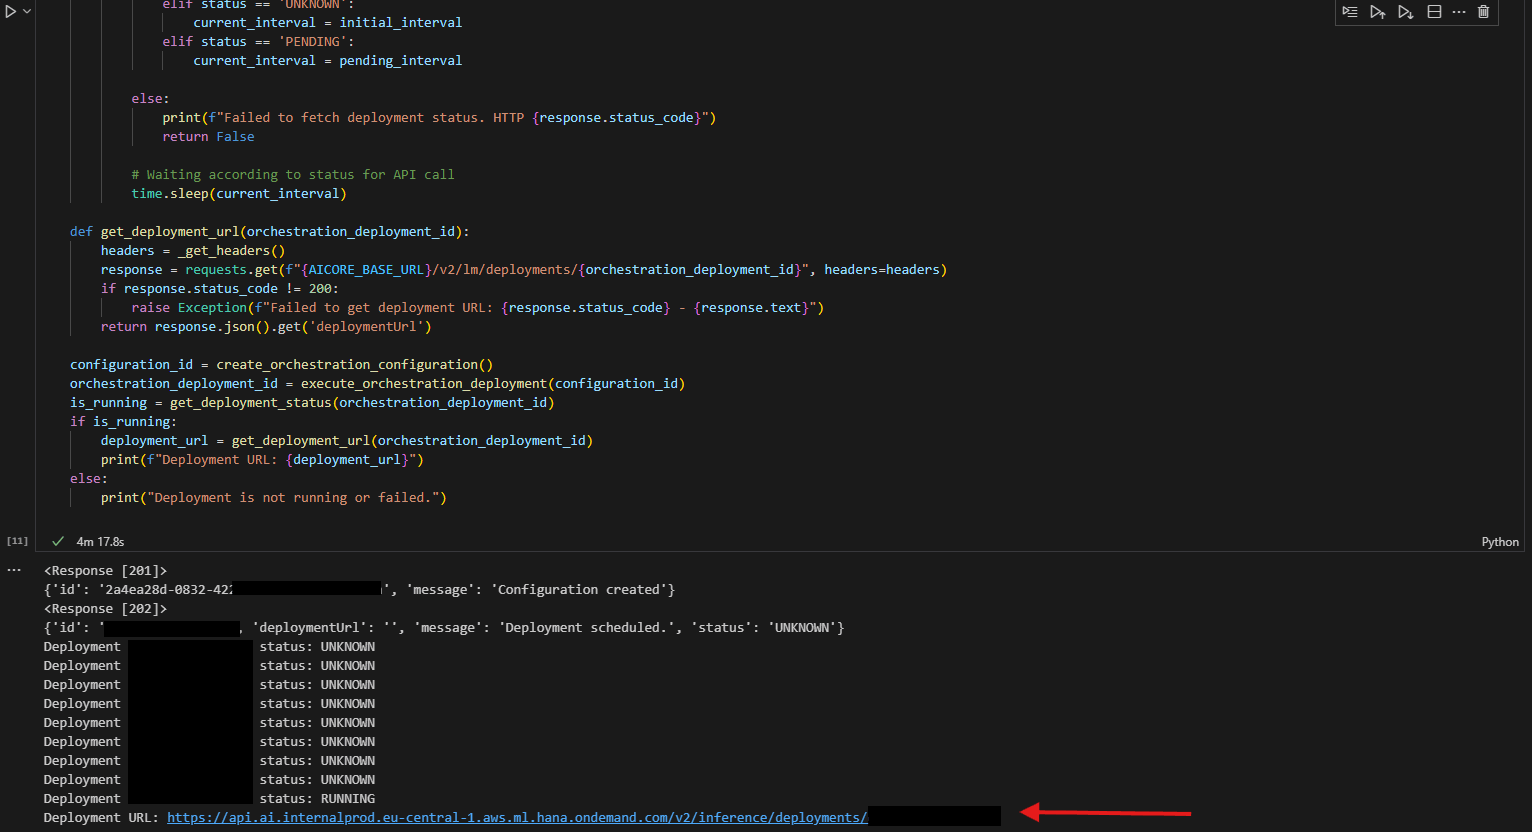 elif status == 'UNKNOWN':
current_interval = initial_interval
elif status == 'PENDING':
current_interval = pending_interval
else:
print(f"Failed to fetch deployment status. HTTP {response.status_code}")
return False
# Waiting according to status for API call
time.sleep(current_interval)
def get_deployment_url(orchestration_deployment_id):
headers = _get_headers()
response = requests.get(f"{AICORE_BASE_URL}/v2/lm/deployments/{orchestration_deployment_id}", headers=headers)
if response.status_code != 200:
raise Exception(f"Failed to get deployment URL: {response.status_code} - {response.text}")
return response.json().get('deploymentUrl')
configuration_id = create_orchestration_configuration()
orchestration_deployment_id = execute_orchestration_deployment(configuration_id)
is_running = get_deployment_status(orchestration_deployment_id)
if is_running:
deployment_url = get_deployment_url(orchestration_deployment_id)
print(f"Deployment URL: {deployment_url}")
else:
print("Deployment is not running or failed.")
[11] 4m 17.8s Python
<Response [201]>
{'id': '2a4ea28d-0832-422 ', 'message': 'Configuration created'}
<Response [202]>
{'id': ' , 'deploymentUrl': '', 'message': 'Deployment scheduled.', 'status': 'UNKNOWN'}
Deployment status: UNKNOWN
Deployment status: UNKNOWN
Deployment status: UNKNOWN
Deployment status: UNKNOWN
Deployment status: UNKNOWN
Deployment status: UNKNOWN
Deployment status: UNKNOWN
Deployment status: UNKNOWN
Deployment status: RUNNING
Deployment URL: https://api.ai.internalprod.eu-central-1.aws.ml.hana.ondemand.com/v2/inference/deployments/